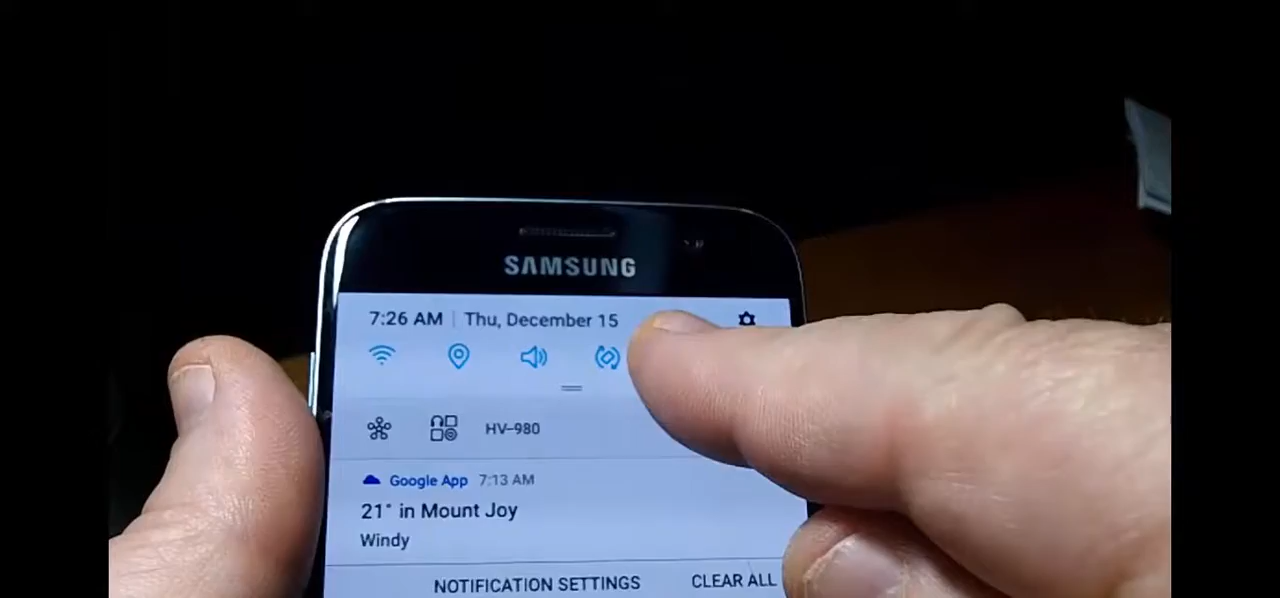 SAMSUNG
7:26 AM | Thu, December 15
HV-980
Google App 7:13 AM
21° in Mount Joy
Windy
NOTIFICATION SETTINGS CLEAR ALL